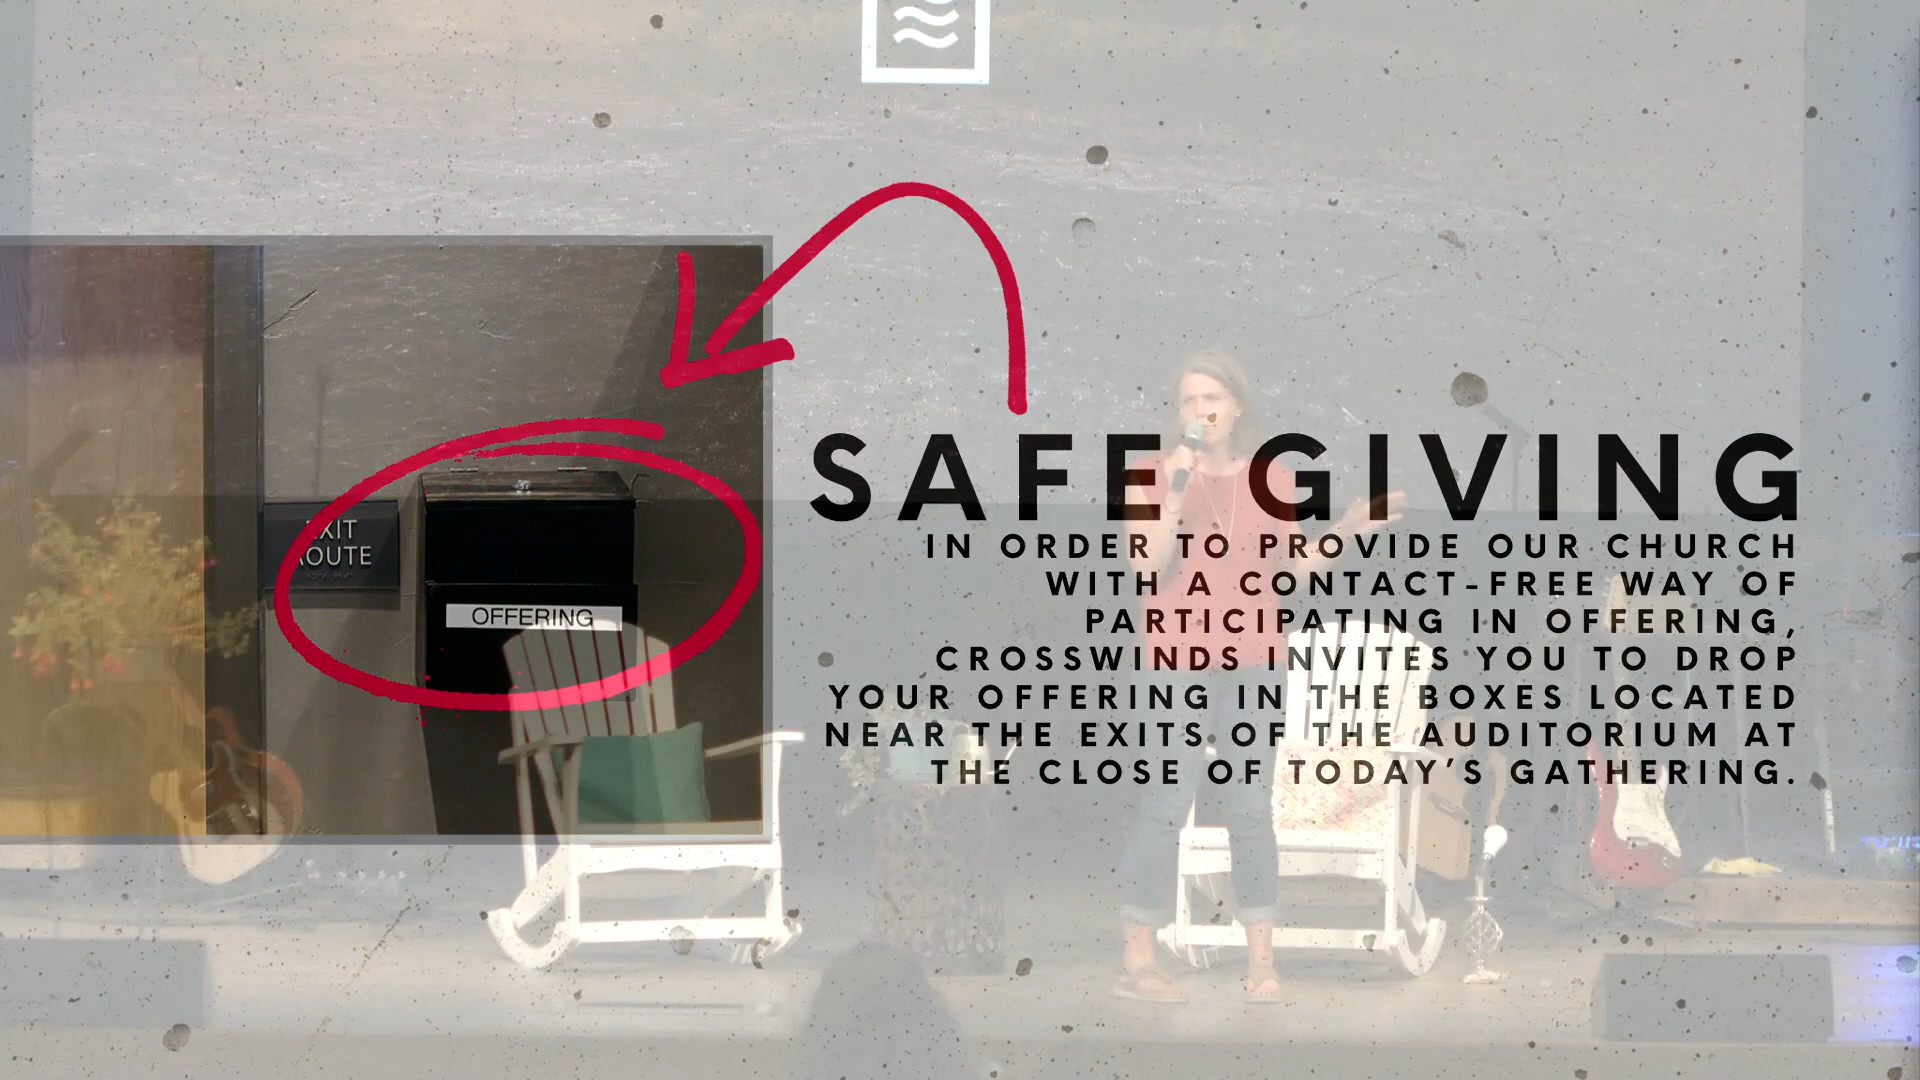 EXIT
ROUTE
OFFERING
SAFE GIVING
IN ORDER TO PROVIDE OUR CHURCH
WITH A CONTACT-FREE WAY OF
PARTICIPATING IN OFFERING,
CROSSWINDS INVITES YOU TO DROP
YOUR OFFERING IN THE BOXES LOCATED
NEAR THE EXITS OF THE AUDITORIUM AT
THE CLOSE OF TODAY’S GATHERING.